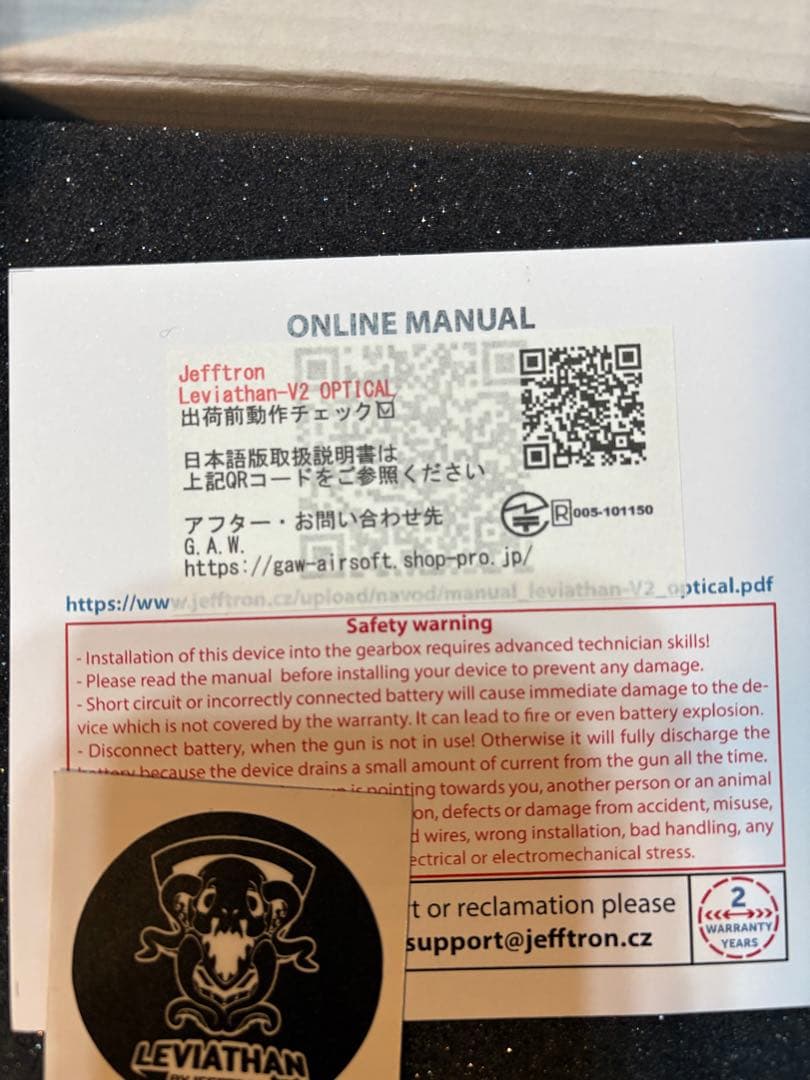 ONLINE MANUAL
Jefftron
Leviathan-V2 OPTICAL
出荷前動作チェック☑
日本語版取扱説明書は
上記QRコードをご参照ください
アフター・お問い合わせ先
G.A.W.
https://gaw-airsoft.shop-pro.jp/
R 005-101150
https://www.jefftron.cz/upload/navod/manual_leviathan-V2_optical.pdf
Safety warning
- Installation of this device into the gearbox requires advanced technician skills!
- Please read the manual before installing your device to prevent any damage.
- Short circuit or incorrectly connected battery will cause immediate damage to the de-
vice which is not covered by the warranty. It can lead to fire or even battery explosion.
- Disconnect battery, when the gun is not in use! Otherwise it will fully discharge the
battery because the device drains a small amount of current from the gun all the time.
is pointing towards you, another person or an animal
on, defects or damage from accident, misuse,
d wires, wrong installation, bad handling, any
ectrical or electromechanical stress.
t or reclamation please
support@jefftron.cz
2
WARRANTY
YEARS
LEVIATHAN